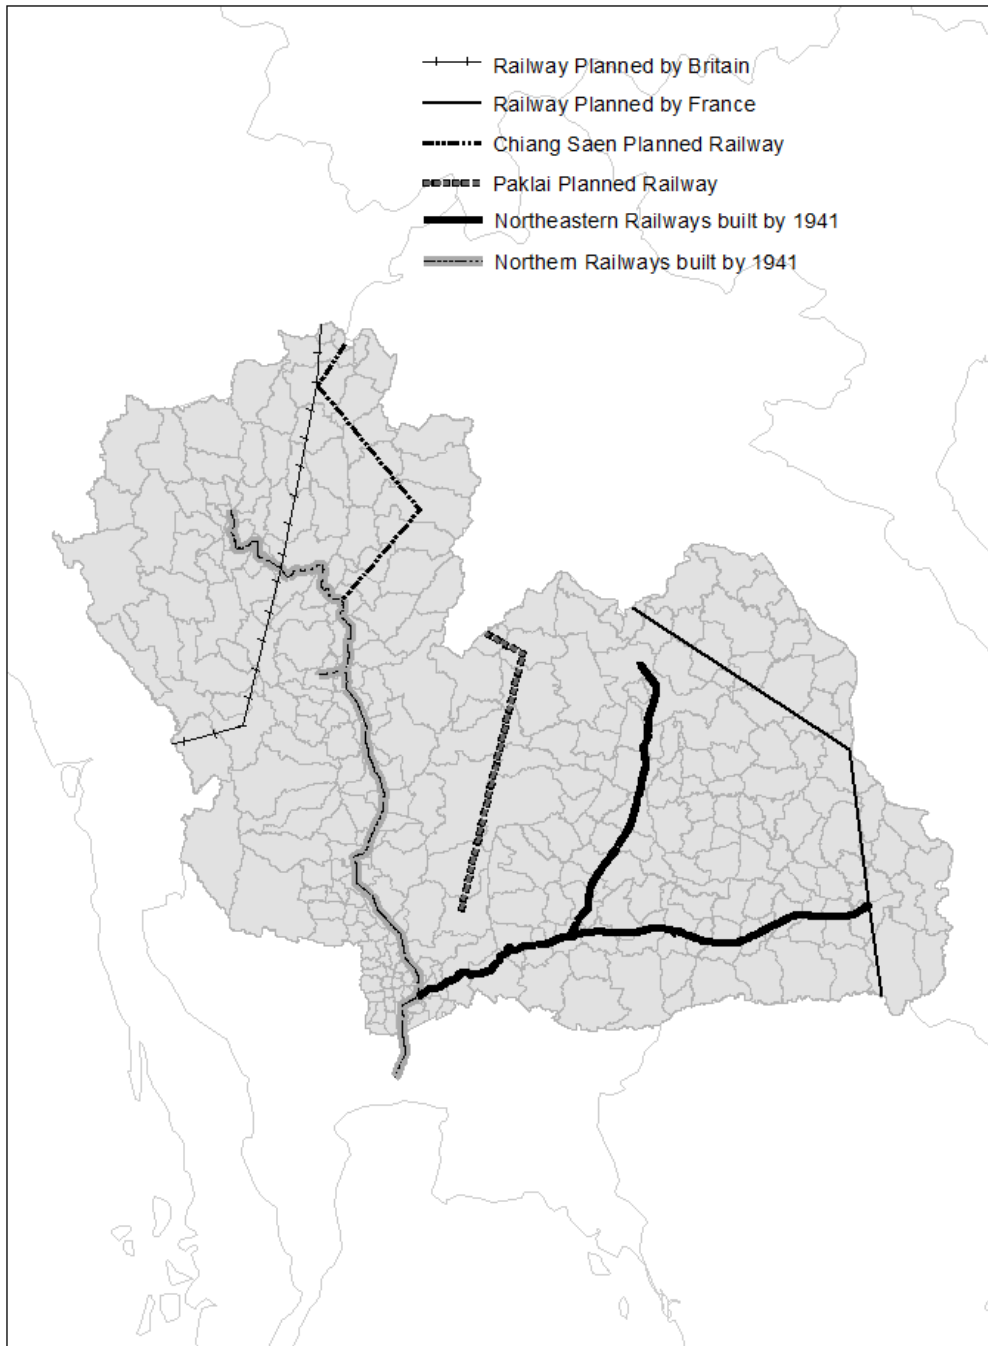 Railway Planned by Britain
Railway Planned by France
Chiang Saen Planned Railway
Paklai Planned Railway
Northeastern Railways built by 1941
Northern Railways built by 1941